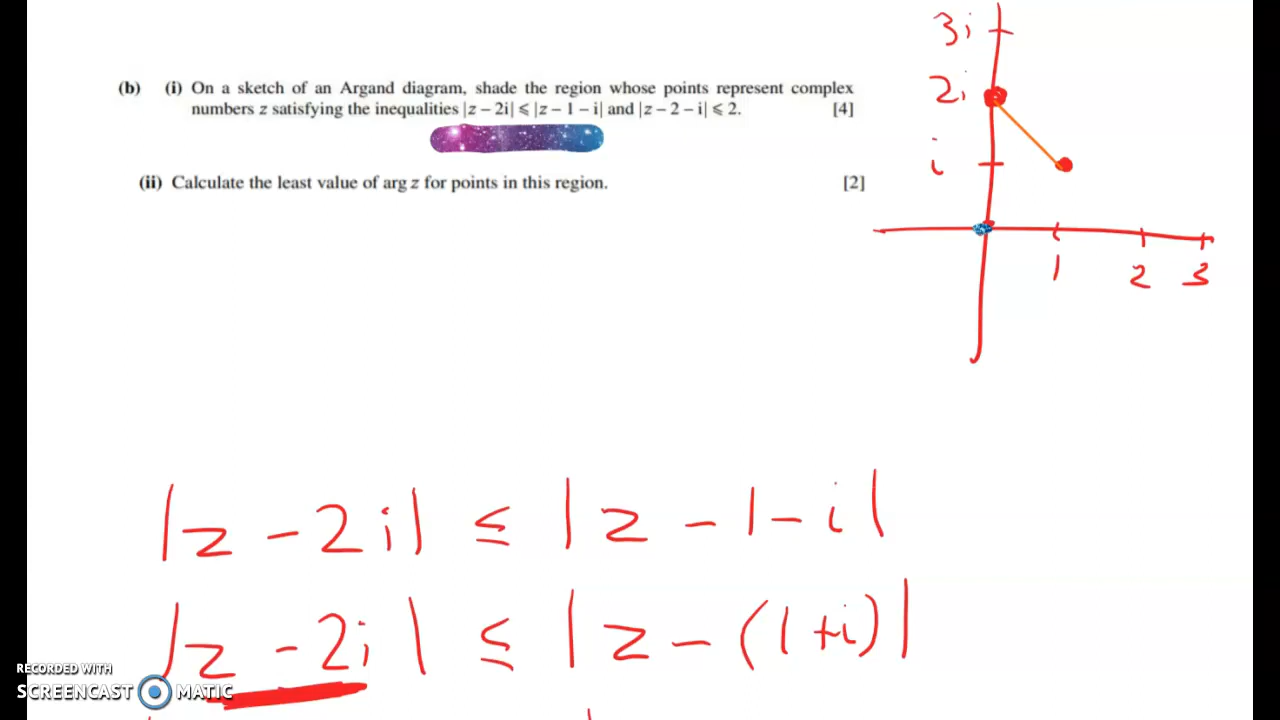 (b) (i) On a sketch of an Argand diagram, shade the region whose points represent complex
numbers z satisfying the inequalities |z − 2i| ⩽ |z − 1 − i| and |z − 2 − i| ⩽ 2. [4]
(ii) Calculate the least value of arg z for points in this region. [2]
3i
2i
i
1 2 3
|z - 2i| ≤ |z - 1 - i|
|z - 2i| ≤ |z - (1+i)|
RECORDED WITH
SCREENCAST MATIC